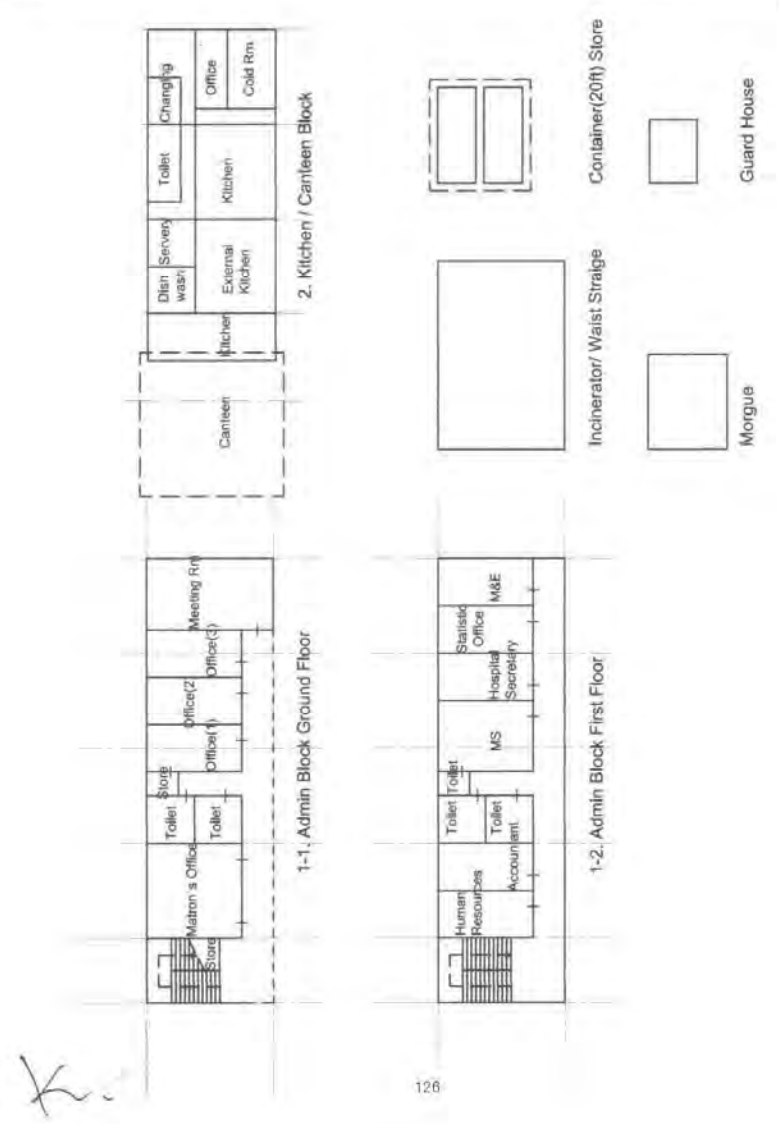 Store
Matron's Office
Toilet
Toilet
Store
Office(1)
Office(2)
Office(3)
Meeting Rm
1-1. Admin Block Ground Floor
Canteen
Kitchen
Dish
wash
Servery
External
Kitchen
Toilet
Kitchen
Changing
Office
Cold Rm
2. Kitchen / Canteen Block
Human
Resources
Accountant
Toilet
Toilet
Toilet
MS
Hospital
Secretary
Statistic
Office
M&E
1-2. Admin Block First Floor
Incinerator/ Waist Straige
Container(20ft) Store
Morgue
Guard House
126
K.